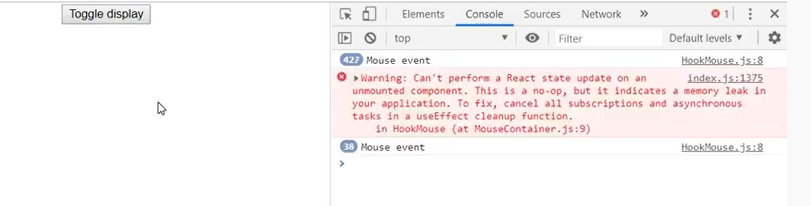 Toggle display
Elements Console Sources Network » 1
top Filter Default levels
427 Mouse event HookMouse.js:8
Warning: Can't perform a React state update on an index.js:1375
unmounted component. This is a no-op, but it indicates a memory leak in
your application. To fix, cancel all subscriptions and asynchronous
tasks in a useEffect cleanup function.
in HookMouse (at MouseContainer.js:9)
38 Mouse event HookMouse.js:8